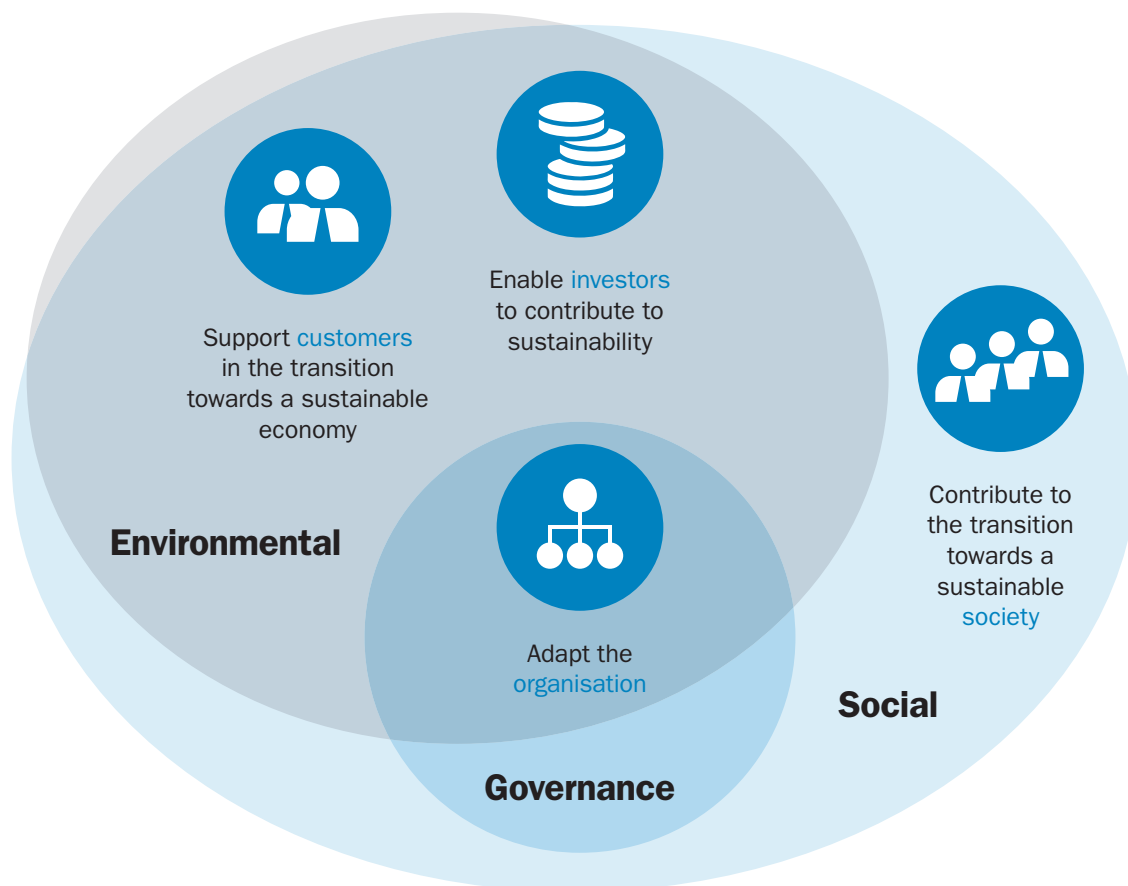 Enable investors
to contribute to
sustainability
Support customers
in the transition
towards a sustainable
economy
Contribute to
the transition
towards a
sustainable
society
Environmental
Adapt the
organisation
Social
Governance